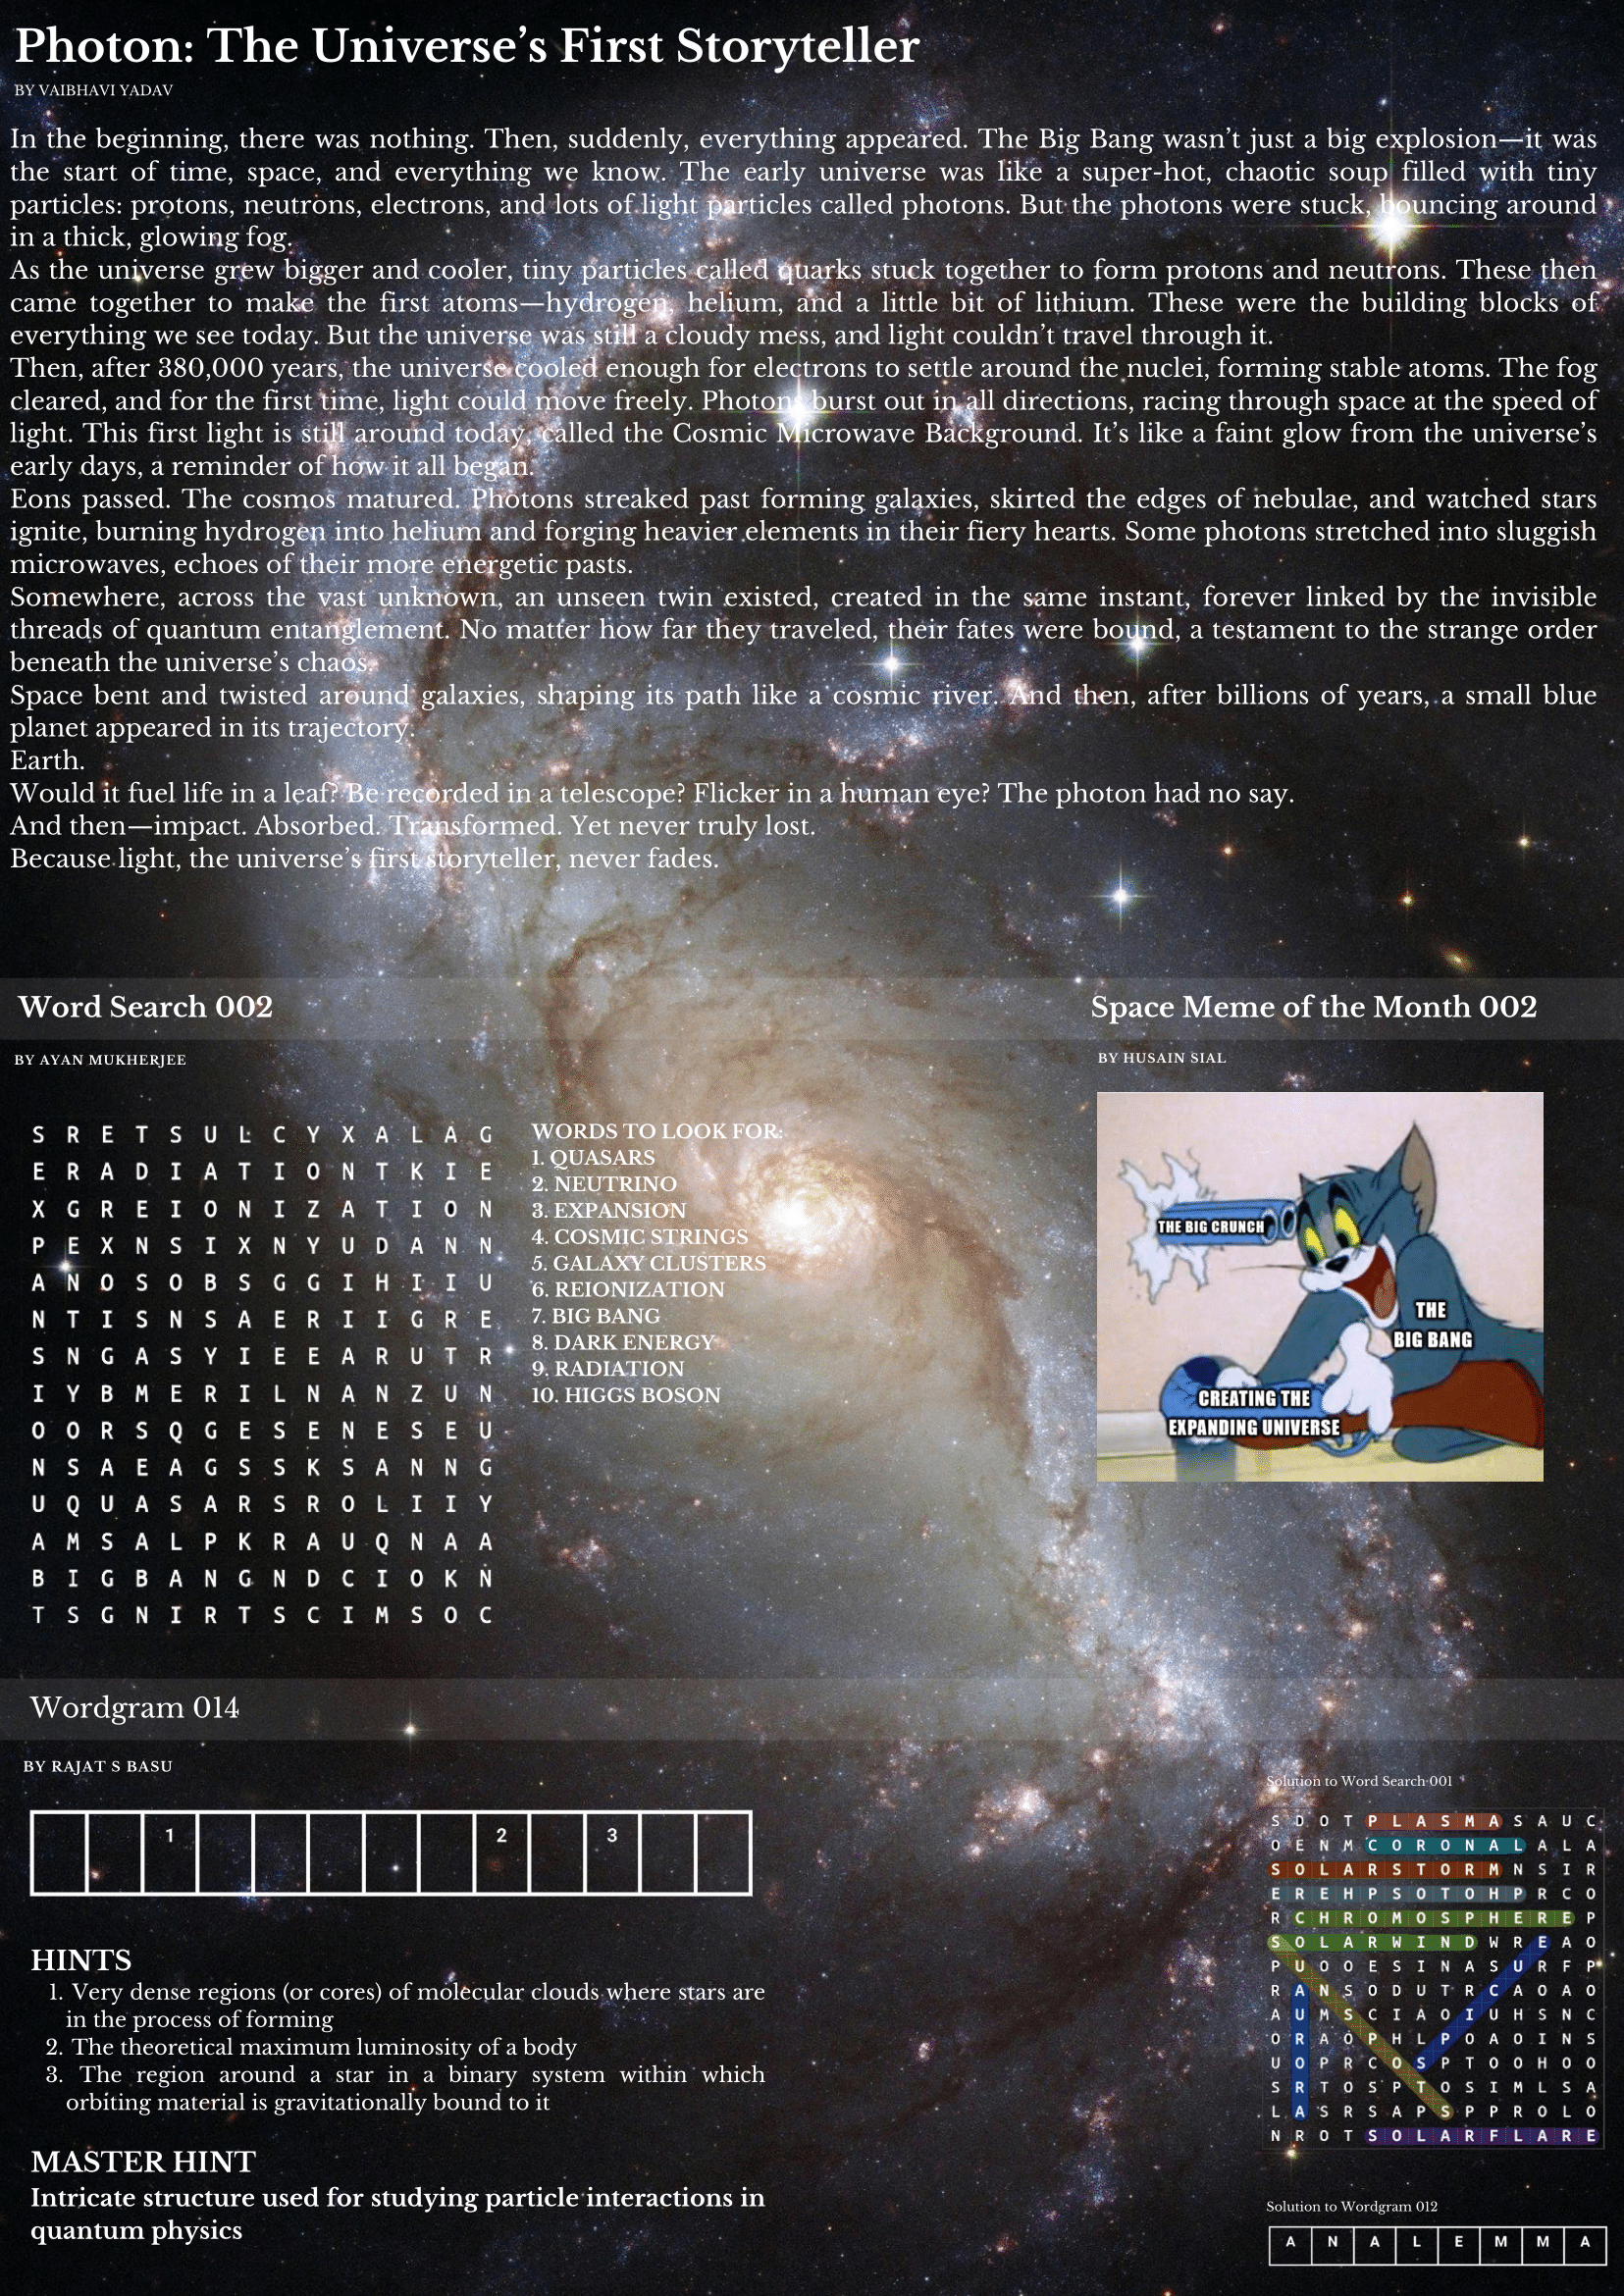 Photon: The Universe's First Storyteller
BY VAIBHAVI YADAV
In the beginning, there was nothing. Then, suddenly, everything appeared. The Big Bang wasn't just a big explosion—it was
the start of time, space, and everything we know. The early universe was like a super-hot, chaotic soup filled with tiny
particles: protons, neutrons, electrons, and lots of light particles called photons. But the photons were stuck, bouncing around
in a thick, glowing fog.
As the universe grew bigger and cooler, tiny particles called quarks stuck together to form protons and neutrons. These then
came together to make the first atoms—hydrogen, helium, and a little bit of lithium. These were the building blocks of
everything we see today. But the universe was still a cloudy mess, and light couldn't travel through it.
Then, after 380,000 years, the universe cooled enough for electrons to settle around the nuclei, forming stable atoms. The fog
cleared, and for the first time, light could move freely. Photons burst out in all directions, racing through space at the speed of
light. This first light is still around today, called the Cosmic Microwave Background. It's like a faint glow from the universe's
early days, a reminder of how it all began.
Eons passed. The cosmos matured. Photons streaked past forming galaxies, skirted the edges of nebulae, and watched stars
ignite, burning hydrogen into helium and forging heavier elements in their fiery hearts. Some photons stretched into sluggish
microwaves, echoes of their more energetic pasts.
Somewhere, across the vast unknown, an unseen twin existed, created in the same instant, forever linked by the invisible
threads of quantum entanglement. No matter how far they traveled, their fates were bound, a testament to the strange order
beneath the universe's chaos.
Space bent and twisted around galaxies, shaping its path like a cosmic river. And then, after billions of years, a small blue
planet appeared in its trajectory.
Earth.
Would it fuel life in a leaf? Be recorded in a telescope? Flicker in a human eye? The photon had no say.
And then—impact. Absorbed. Transformed. Yet never truly lost.
Because light, the universe's first storyteller, never fades.
Word Search 002
BY AYAN MUKHERJEE
S R E T S U L C Y X A L A G
E R A D I A T I O N T K I E
X G R E I O N I Z A T I O N
P E X N S I X N Y U D A N N
A N O S O B S G G I H I I U
N T I S N S A E R I I G R E
S N G A S Y I E E A R U T R
I Y B M E R I L N A N Z U N
O O R S Q G E S E N E S E U
N S A E A G S S K S A N N G
U Q U A S A R S R O L I I Y
A M S A L P K R A U Q N A A
B I G B A N G N D C I O K N
T S G N I R T S C I M S O C
WORDS TO LOOK FOR:
1. QUASARS
2. NEUTRINO
3. EXPANSION
4. COSMIC STRINGS
5. GALAXY CLUSTERS
6. REIONIZATION
7. BIG BANG
8. DARK ENERGY
9. RADIATION
10. HIGGS BOSON
Space Meme of the Month 002
BY HUSAIN SIAL
THE BIG CRUNCH
THE
BIG BANG
CREATING THE
EXPANDING UNIVERSE
Wordgram 014
BY RAJAT S BASU
1 2 3
HINTS
1. Very dense regions (or cores) of molecular clouds where stars are
in the process of forming
2. The theoretical maximum luminosity of a body
3. The region around a star in a binary system within which
orbiting material is gravitationally bound to it
MASTER HINT
Intricate structure used for studying particle interactions in
quantum physics
Solution to Word Search 001
S D O T P L A S M A S A U C
O E N M C O R O N A L A L A
S O L A R S T O R M N S I R
E R E H P S O T O H P R C O
R C H R O M O S P H E R E P
S O L A R W I N D W R E A O
P U O O E S I N A S U R F P
R A N S O D U T R C A O A O
A U M S C I A O I U H S N C
O R A O P H L P O A O I N S
U O P R C O S P T O O H O O
S R T O S P T O S I M L S A
L A S R S A P S P P R O L O
N R O T S O L A R F L A R E
Solution to Wordgram 012
A N A L E M M A